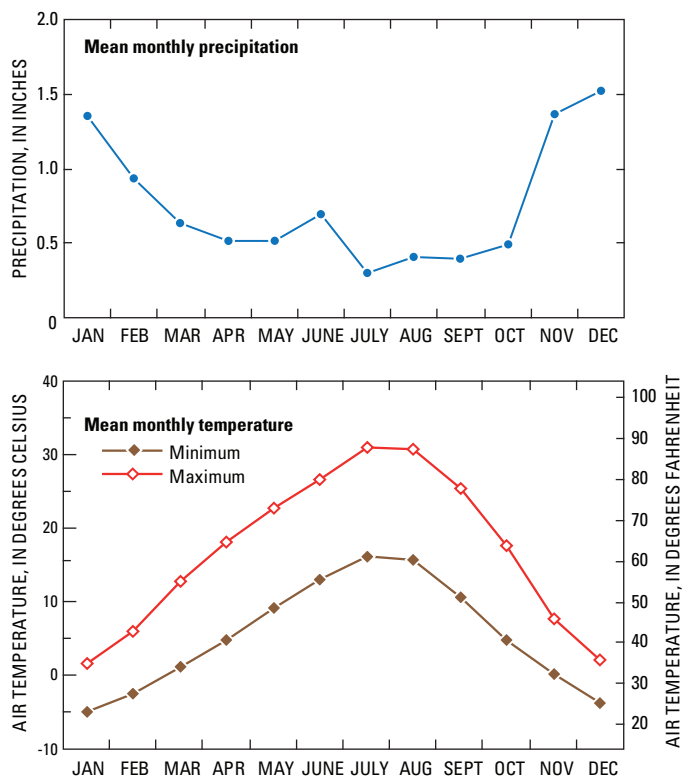 Mean monthly precipitation
PRECIPITATION, IN INCHES
2.0
1.5
1.0
0.5
0
JAN FEB MAR APR MAY JUNE JULY AUG SEPT OCT NOV DEC
Mean monthly temperature
Minimum
Maximum
AIR TEMPERATURE, IN DEGREES CELSIUS
40
30
20
10
0
-10
AIR TEMPERATURE, IN DEGREES FAHRENHEIT
100
90
80
70
60
50
40
30
20
JAN FEB MAR APR MAY JUNE JULY AUG SEPT OCT NOV DEC